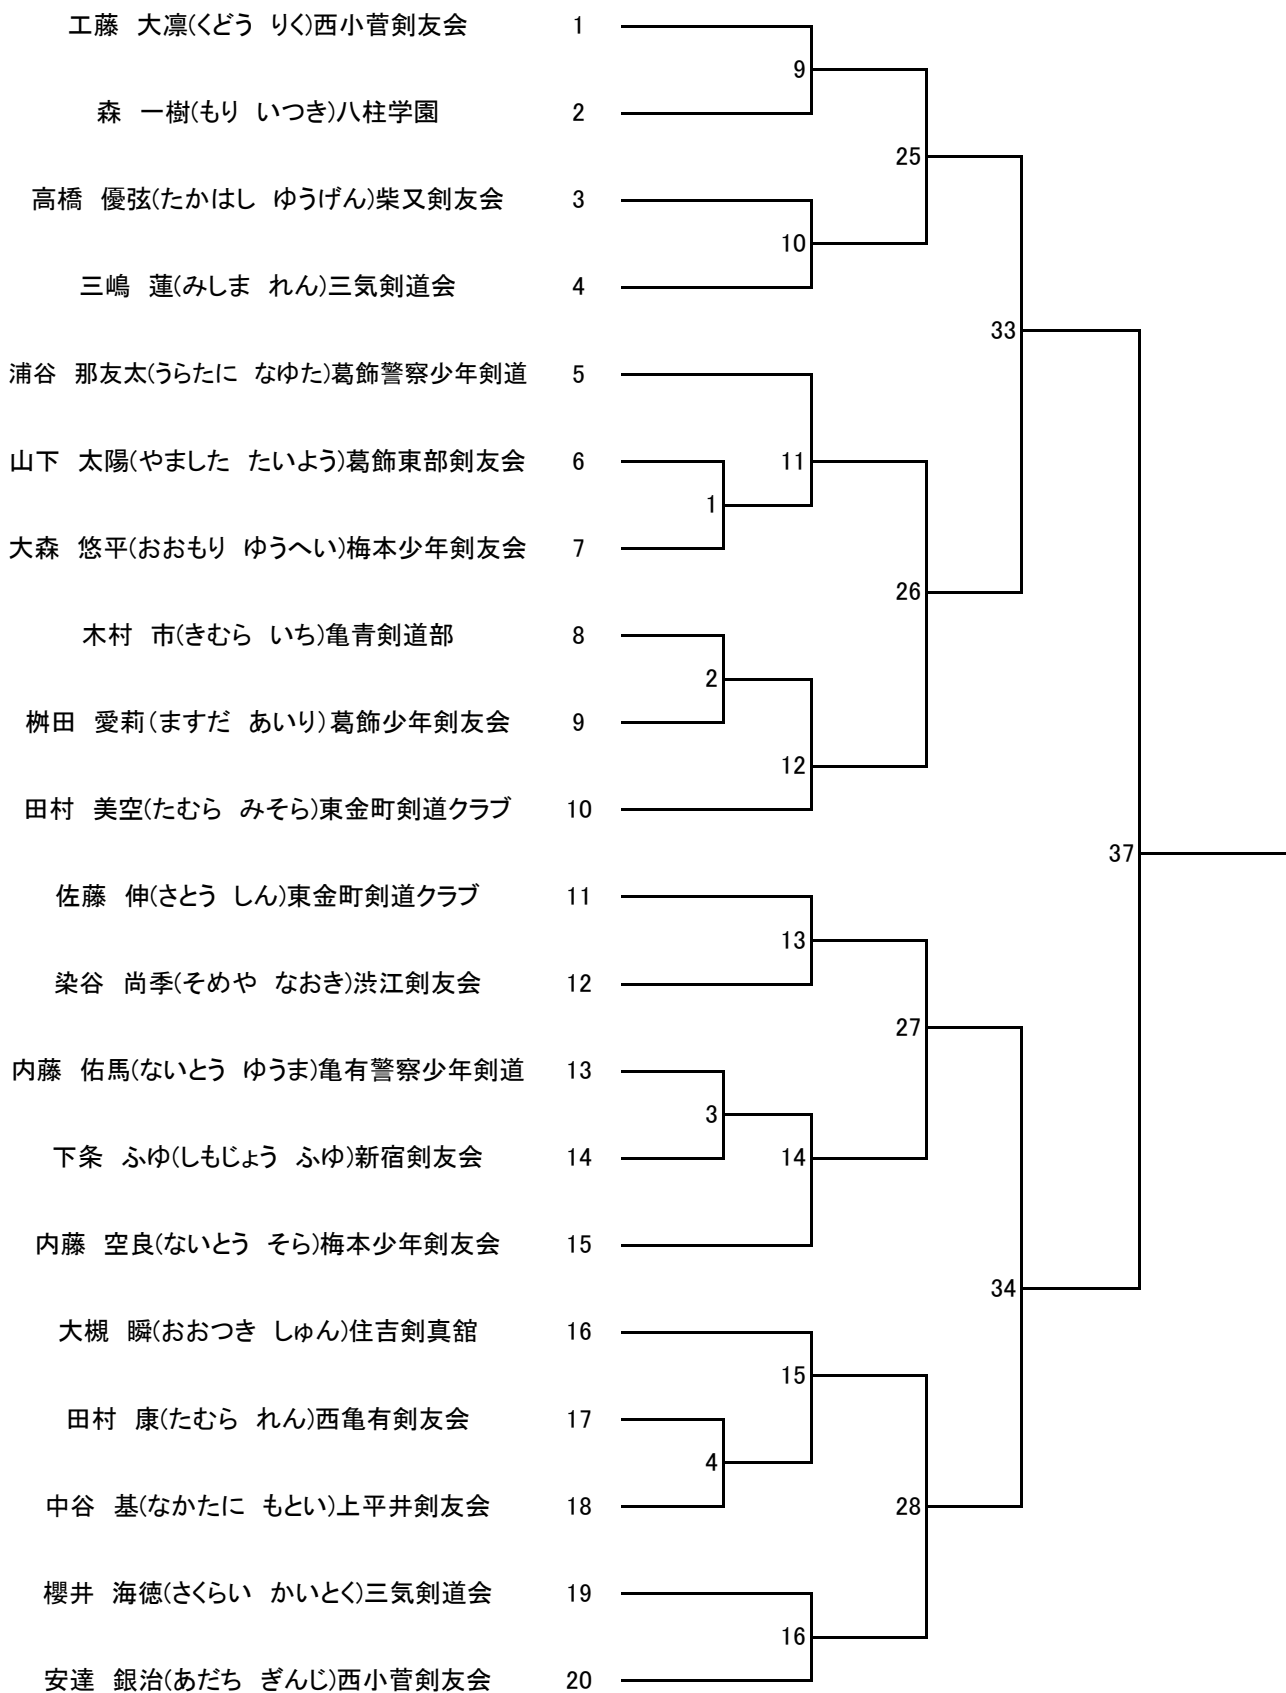 工藤　大凛(くどう　りく)西小菅剣友会　1
9
森　一樹(もり　いつき)八柱学園　2
25
高橋　優弦(たかはし　ゆうげん)柴又剣友会　3
10
三嶋　蓮(みしま　れん)三気剣道会　4
33
浦谷　那友太(うらたに　なゆた)葛飾警察少年剣道　5
山下　太陽(やました　たいよう)葛飾東部剣友会　6
11
1
大森　悠平(おおもり　ゆうへい)梅本少年剣友会　7
26
木村　市(きむら　いち)亀青剣道部　8
2
桝田　愛莉(ますだ　あいり)葛飾少年剣友会　9
12
田村　美空(たむら　みそら)東金町剣道クラブ　10
37
佐藤　伸(さとう　しん)東金町剣道クラブ　11
13
染谷　尚季(そめや　なおき)渋江剣友会　12
27
内藤　佑馬(ないとう　ゆうま)亀有警察少年剣道　13
3
下条　ふゆ(しもじょう　ふゆ)新宿剣友会　14
14
内藤　空良(ないとう　そら)梅本少年剣友会　15
34
大槻　瞬(おおつき　しゅん)住吉剣真舘　16
15
田村　康(たむら　れん)西亀有剣友会　17
4
中谷　基(なかたに　もとい)上平井剣友会　18
28
櫻井　海徳(さくらい　かいとく)三気剣道会　19
16
安達　銀治(あだち　ぎんじ)西小菅剣友会　20